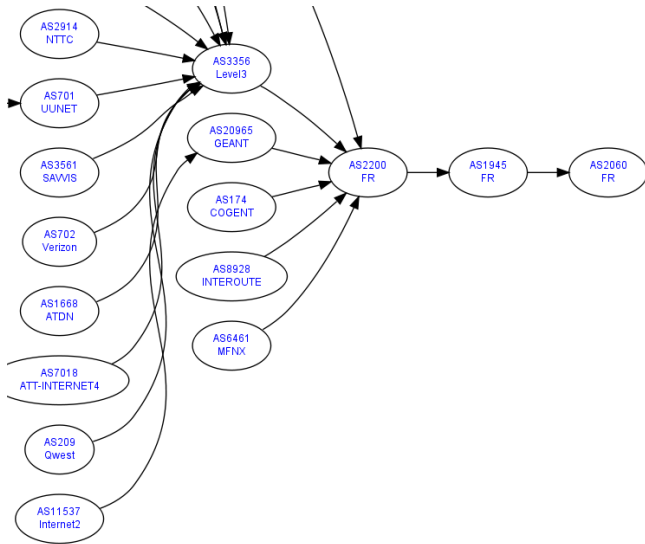 AS2914
NTTC
AS3356
Level3
AS701
UUNET
AS20965
GEANT
AS3561
SAVVIS
AS2200
FR
AS1945
FR
AS2060
FR
AS174
COGENT
AS702
Verizon
AS8928
INTEROUTE
AS1668
ATDN
AS6461
MFNX
AS7018
ATT-INTERNET4
AS209
Qwest
AS11537
Internet2